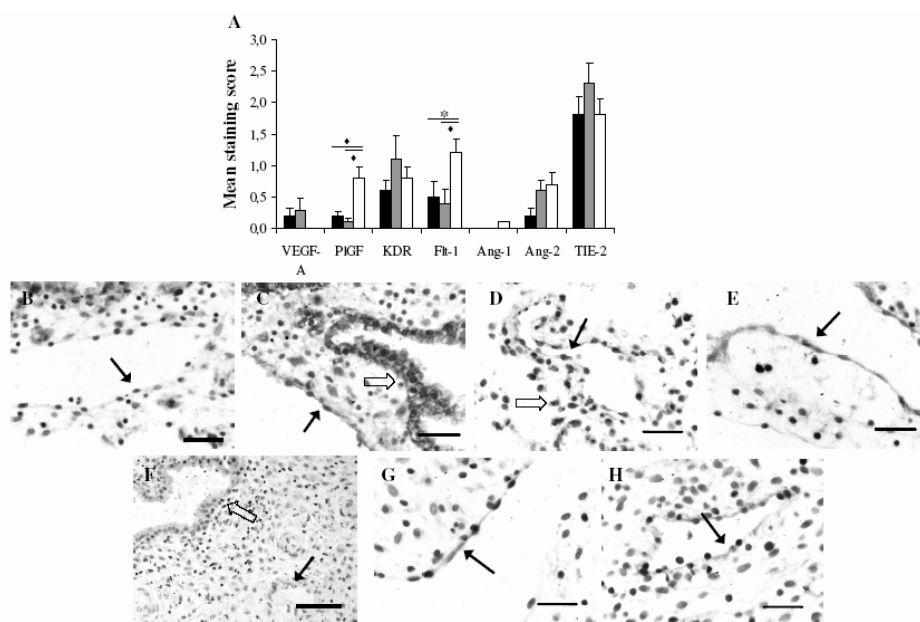 A
Mean staining score
3,0
2,5
2,0
1,5
1,0
0,5
0,0
*
VEGF-
A
PlGF
KDR
Flt-1
Ang-1
Ang-2
TIE-2
B
C
D
E
F
G
H